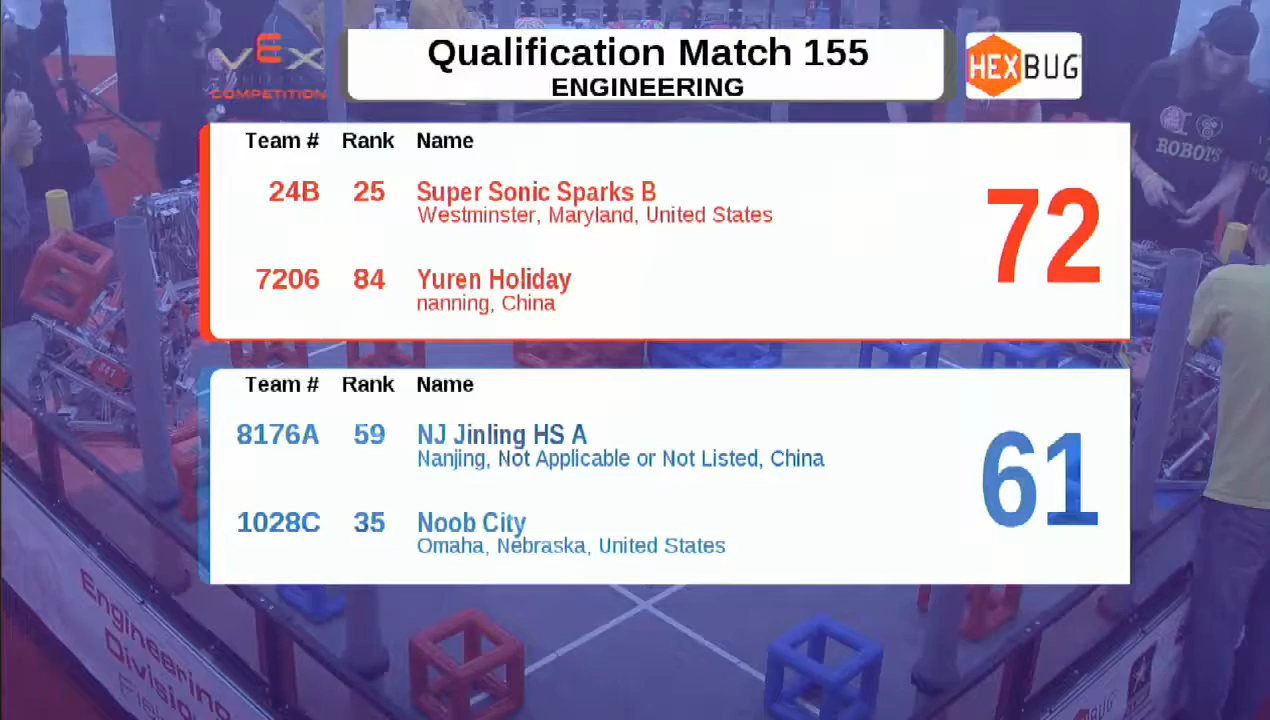 VEX
COMPETITION
Qualification Match 155
ENGINEERING
HEXBUG
Team # Rank Name
24B 25 Super Sonic Sparks B
Westminster, Maryland, United States
72
7206 84 Yuren Holiday
nanning, China
Team # Rank Name
8176A 59 NJ Jinling HS A
Nanjing, Not Applicable or Not Listed, China
61
1028C 35 Noob City
Omaha, Nebraska, United States
ROBOTS
Engineering
Division